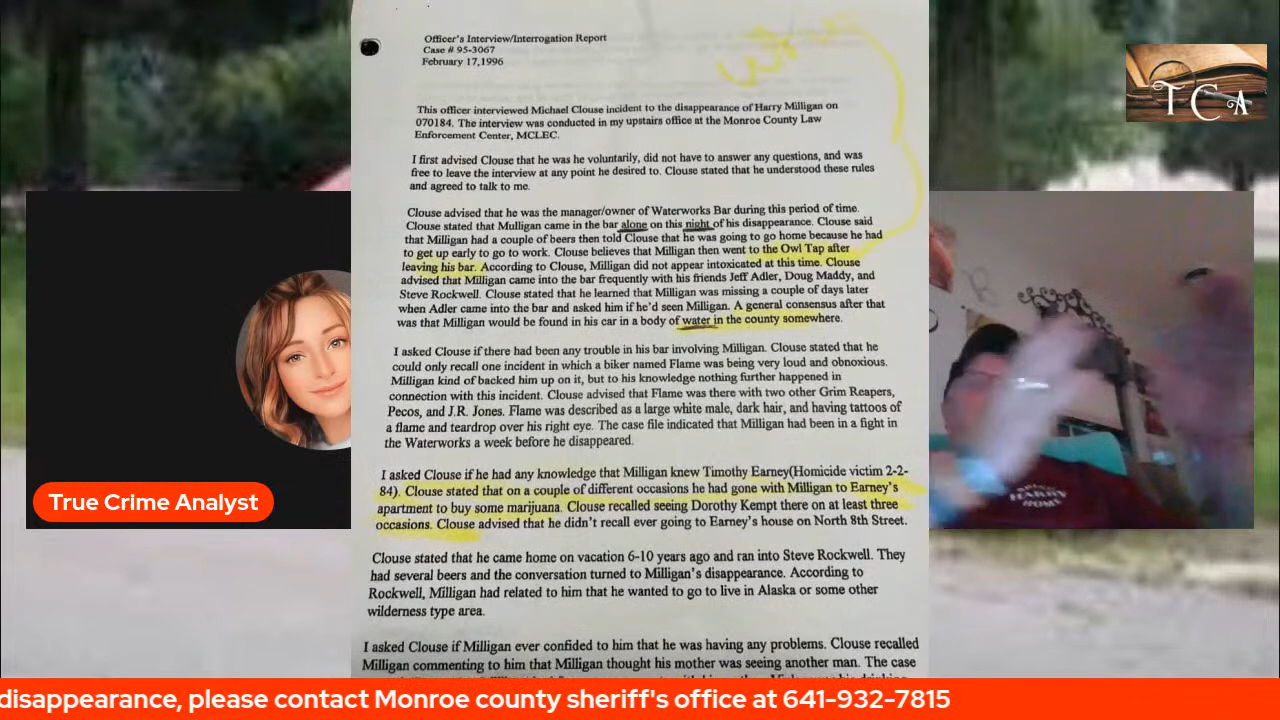 Officer's Interview/Interrogation Report
Case # 95-3067
February 17,1996
This officer interviewed Michael Clouse incident to the disappearance of Harry Milligan on
070184. The interview was conducted in my upstairs office at the Monroe County Law
Enforcement Center, MCLEC.
I first advised Clouse that he was he voluntarily, did not have to answer any questions, and was
free to leave the interview at any point he desired to. Clouse stated that he understood these rules
and agreed to talk to me.
Clouse advised that he was the manager/owner of Waterworks Bar during this period of time.
Clouse stated that Mulligan came in the bar alone on this night of his disappearance. Clouse said
that Milligan had a couple of beers then told Clouse that he was going to go home because he had
to get up early to go to work. Clouse believes that Milligan then went to the Owl Tap after
leaving his bar. According to Clouse, Milligan did not appear intoxicated at this time. Clouse
advised that Milligan came into the bar frequently with his friends Jeff Adler, Doug Maddy, and
Steve Rockwell. Clouse stated that he learned that Milligan was missing a couple of days later
when Adler came into the bar and asked him if he'd seen Milligan. A general consensus after that
was that Milligan would be found in his car in a body of water in the county somewhere.
I asked Clouse if there had been any trouble in his bar involving Milligan. Clouse stated that he
could only recall one incident in which a biker named Flame was being very loud and obnoxious.
Milligan kind of backed him up on it, but to his knowledge nothing further happened in
connection with this incident. Clouse advised that Flame was there with two other Grim Reapers,
Pecos, and J.R. Jones. Flame was described as a large white male, dark hair, and having tattoos of
a flame and teardrop over his right eye. The case file indicated that Milligan had been in a fight in
the Waterworks a week before he disappeared.
I asked Clouse if he had any knowledge that Milligan knew Timothy Earney(Homicide victim 2-2-
84). Clouse stated that on a couple of different occasions he had gone with Milligan to Earney's
apartment to buy some marijuana. Clouse recalled seeing Dorothy Kempt there on at least three
occasions. Clouse advised that he didn't recall ever going to Earney's house on North 8th Street.
Clouse stated that he came home on vacation 6-10 years ago and ran into Steve Rockwell. They
had several beers and the conversation turned to Milligan's disappearance. According to
Rockwell, Milligan had related to him that he wanted to go to live in Alaska or some other
wilderness type area.
I asked Clouse if Milligan ever confided to him that he was having any problems. Clouse recalled
Milligan commenting to him that Milligan thought his mother was seeing another man. The case
TCA
True Crime Analyst
HARRY
HOME
disappearance, please contact Monroe county sheriff's office at 641-932-7815